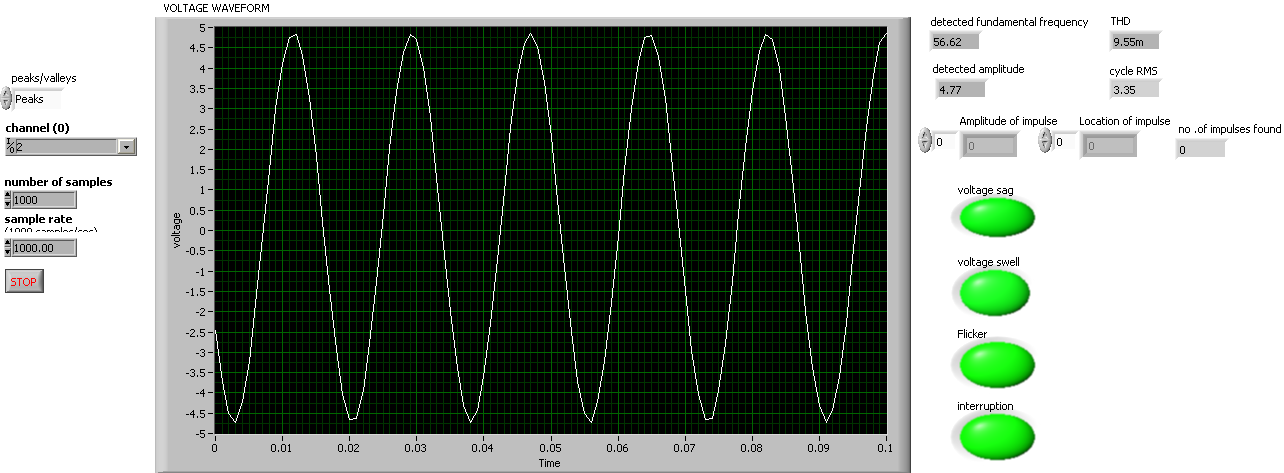 VOLTAGE WAVEFORM
peaks/valleys
Peaks
channel (0)
I/0 2
number of samples
1000
sample rate
(1000 samples/sec)
1000.00
STOP
voltage
5
4.5
4
3.5
3
2.5
2
1.5
1
0.5
0
-0.5
-1
-1.5
-2
-2.5
-3
-3.5
-4
-4.5
-5
0 0.01 0.02 0.03 0.04 0.05 0.06 0.07 0.08 0.09 0.1
Time
detected fundamental frequency THD
56.62 9.55m
detected amplitude cycle RMS
4.77 3.35
Amplitude of impulse Location of impulse no .of impulses found
0 0 0 0 0
voltage sag
voltage swell
Flicker
interruption